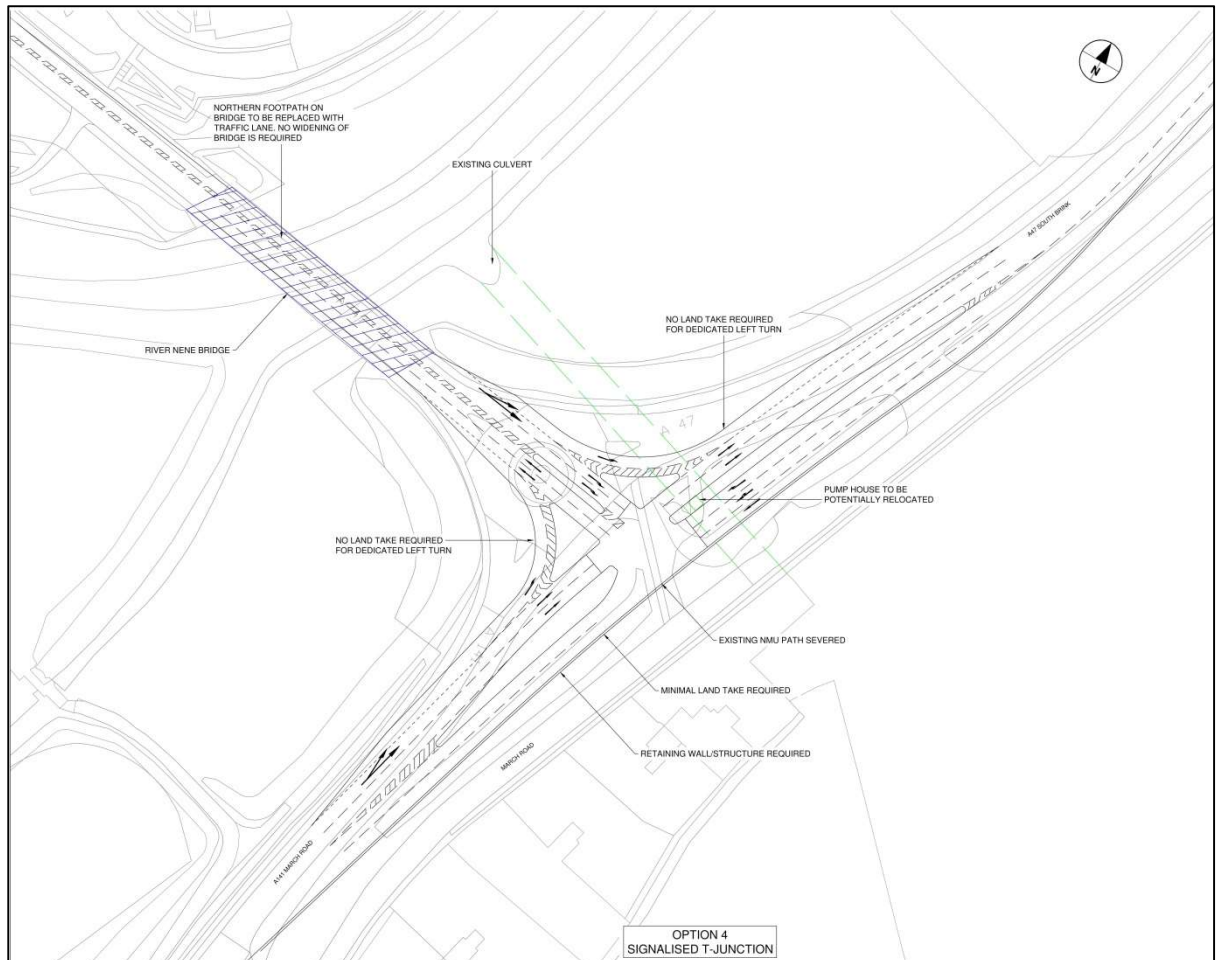 N
NORTHERN FOOTPATH ON
BRIDGE TO BE REPLACED WITH
TRAFFIC LANE. NO WIDENING OF
BRIDGE IS REQUIRED
EXISTING CULVERT
A47 SOUTH BRINK
RIVER NENE BRIDGE
NO LAND TAKE REQUIRED
FOR DEDICATED LEFT TURN
A 47
PUMP HOUSE TO BE
POTENTIALLY RELOCATED
NO LAND TAKE REQUIRED
FOR DEDICATED LEFT TURN
EXISTING NMU PATH SEVERED
MINIMAL LAND TAKE REQUIRED
MARCH ROAD
RETAINING WALL/STRUCTURE REQUIRED
A141 MARCH ROAD
OPTION 4
SIGNALISED T-JUNCTION